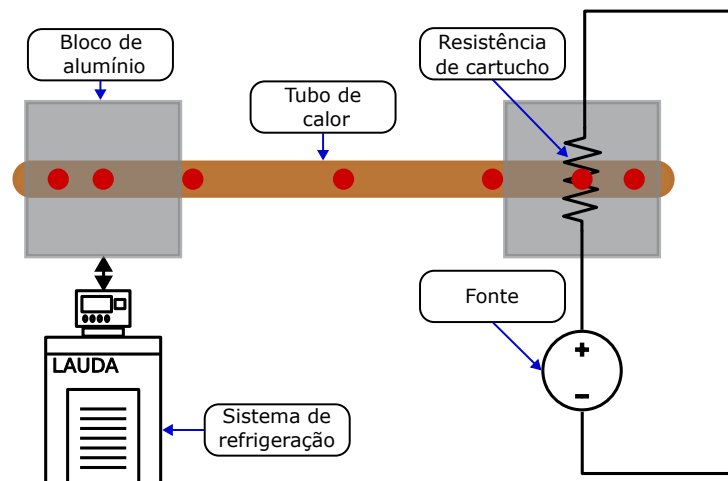 Bloco de
alumínio
Tubo de
calor
Resistência
de cartucho
Fonte
+
–
LAUDA
Sistema de
refrigeração